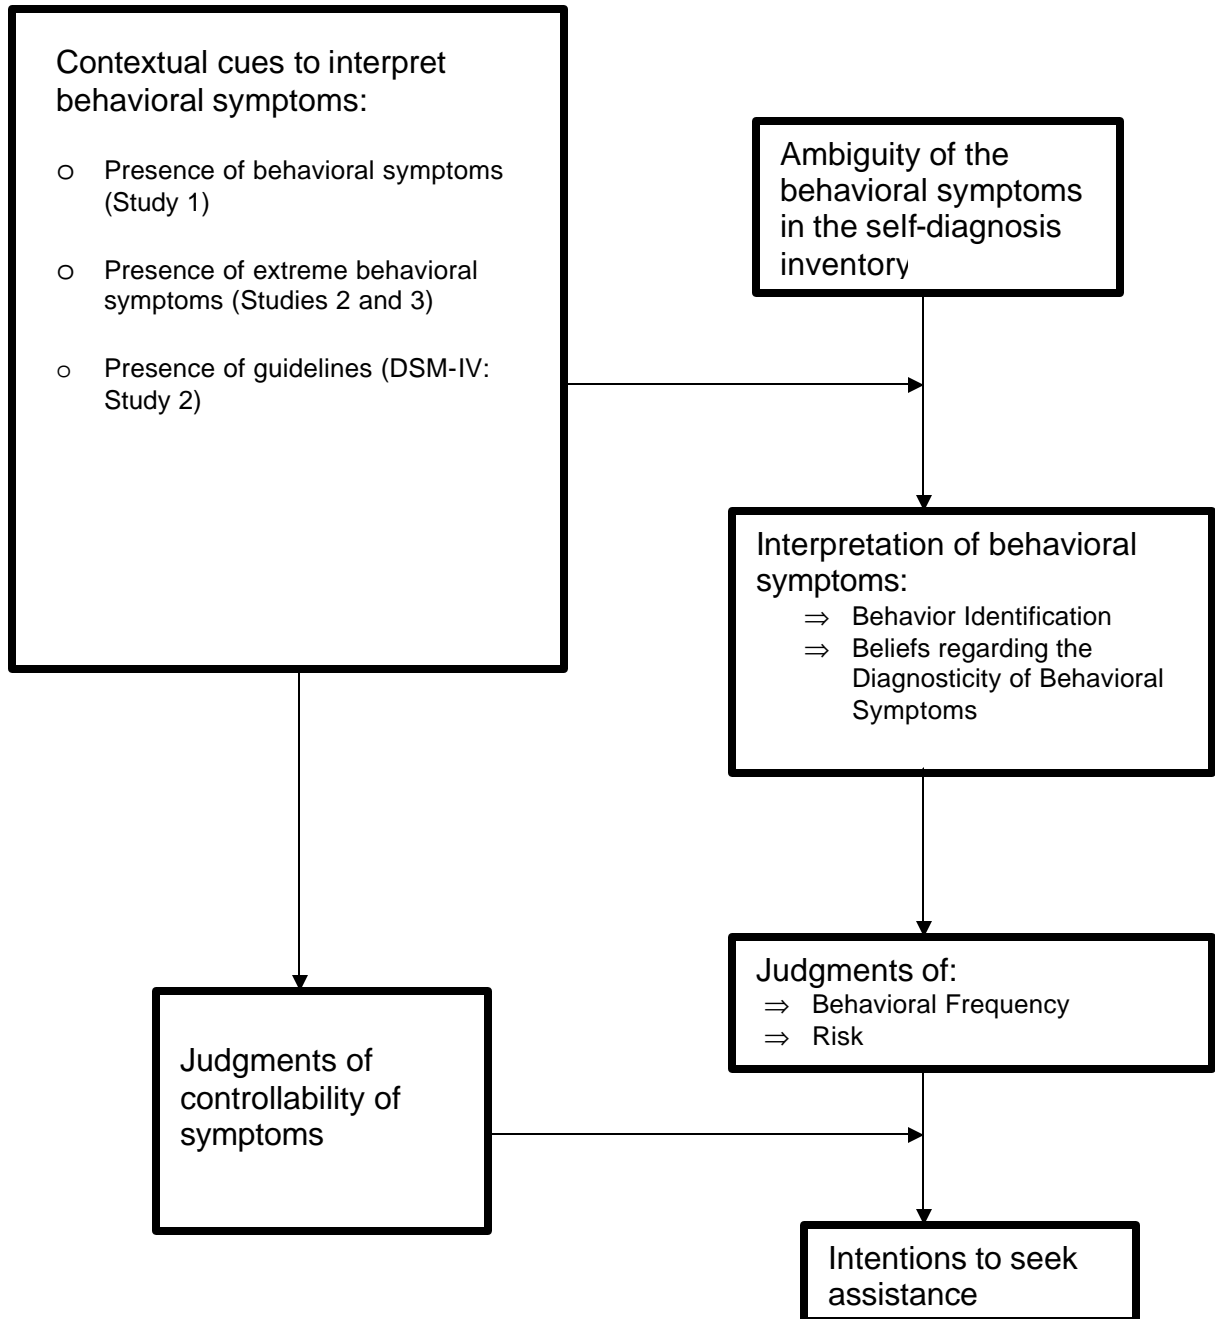 Contextual cues to interpret
behavioral symptoms:
o Presence of behavioral symptoms
(Study 1)
o Presence of extreme behavioral
symptoms (Studies 2 and 3)
o Presence of guidelines (DSM-IV:
Study 2)
Ambiguity of the
behavioral symptoms
in the self-diagnosis
inventory
Interpretation of behavioral
symptoms:
⇒ Behavior Identification
⇒ Beliefs regarding the
Diagnosticity of Behavioral
Symptoms
Judgments of:
⇒ Behavioral Frequency
⇒ Risk
Judgments of
controllability of
symptoms
Intentions to seek
assistance